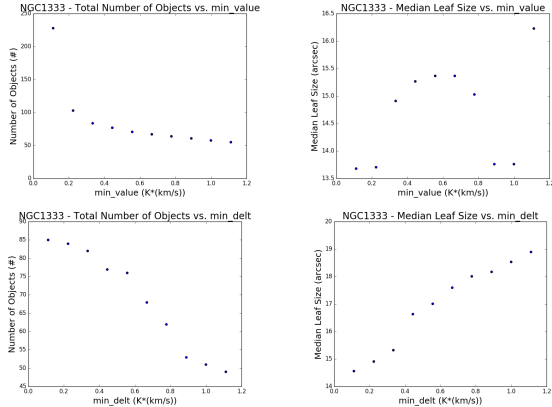 NGC1333 - Total Number of Objects vs. min_value
250
200
150
100
50
0
0.0 0.2 0.4 0.6 0.8 1.0 1.2
Number of Objects (#)
min_value (K*(km/s))
NGC1333 - Median Leaf Size vs. min_value
16.5
16.0
15.5
15.0
14.5
14.0
13.5
0.0 0.2 0.4 0.6 0.8 1.0 1.2
Median Leaf Size (arcsec)
min_value (K*(km/s))
NGC1333 - Total Number of Objects vs. min_delt
90
85
80
75
70
65
60
55
50
45
0.0 0.2 0.4 0.6 0.8 1.0 1.2
Number of Objects (#)
min_delt (K*(km/s))
NGC1333 - Median Leaf Size vs. min_delt
20
19
18
17
16
15
14
0.0 0.2 0.4 0.6 0.8 1.0 1.2
Median Leaf Size (arcsec)
min_delt (K*(km/s))